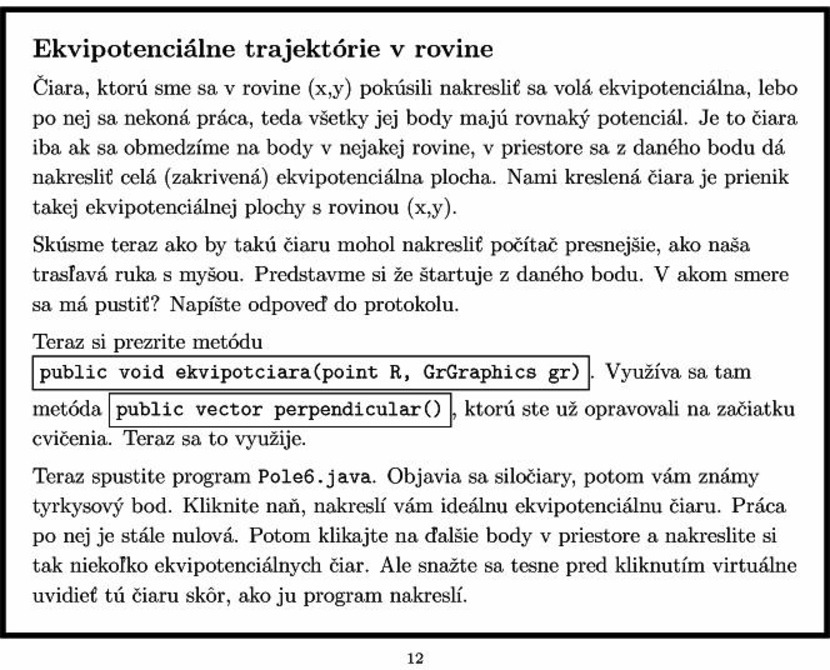 Ekvipotenciálne trajektórie v rovine
Čiara, ktorú sme sa v rovine (x,y) pokúsili nakresliť sa volá ekvipotenciálna, lebo
po nej sa nekoná práca, teda všetky jej body majú rovnaký potenciál. Je to čiara
iba ak sa obmedzíme na body v nejakej rovine, v priestore sa z daného bodu dá
nakresliť celá (zakrivená) ekvipotenciálna plocha. Nami kreslená čiara je prienik
takej ekvipotenciálnej plochy s rovinou (x,y).
Skúsme teraz ako by takú čiaru mohol nakresliť počítač presnejšie, ako naša
trasľavá ruka s myšou. Predstavme si že štartuje z daného bodu. V akom smere
sa má pustiť? Napíšte odpoveď do protokolu.
Teraz si prezrite metódu
public void ekvipotciara(point R, GrGraphics gr). Využíva sa tam
metóda public vector perpendicular(), ktorú ste už opravovali na začiatku
cvičenia. Teraz sa to využije.
Teraz spustite program Pole6.java. Objavia sa siločiary, potom vám známy
tyrkysový bod. Kliknite naň, nakreslí vám ideálnu ekvipotenciálnu čiaru. Práca
po nej je stále nulová. Potom klikajte na ďalšie body v priestore a nakreslite si
tak niekoľko ekvipotenciálnych čiar. Ale snažte sa tesne pred kliknutím virtuálne
uvidieť tú čiaru skôr, ako ju program nakreslí.
12